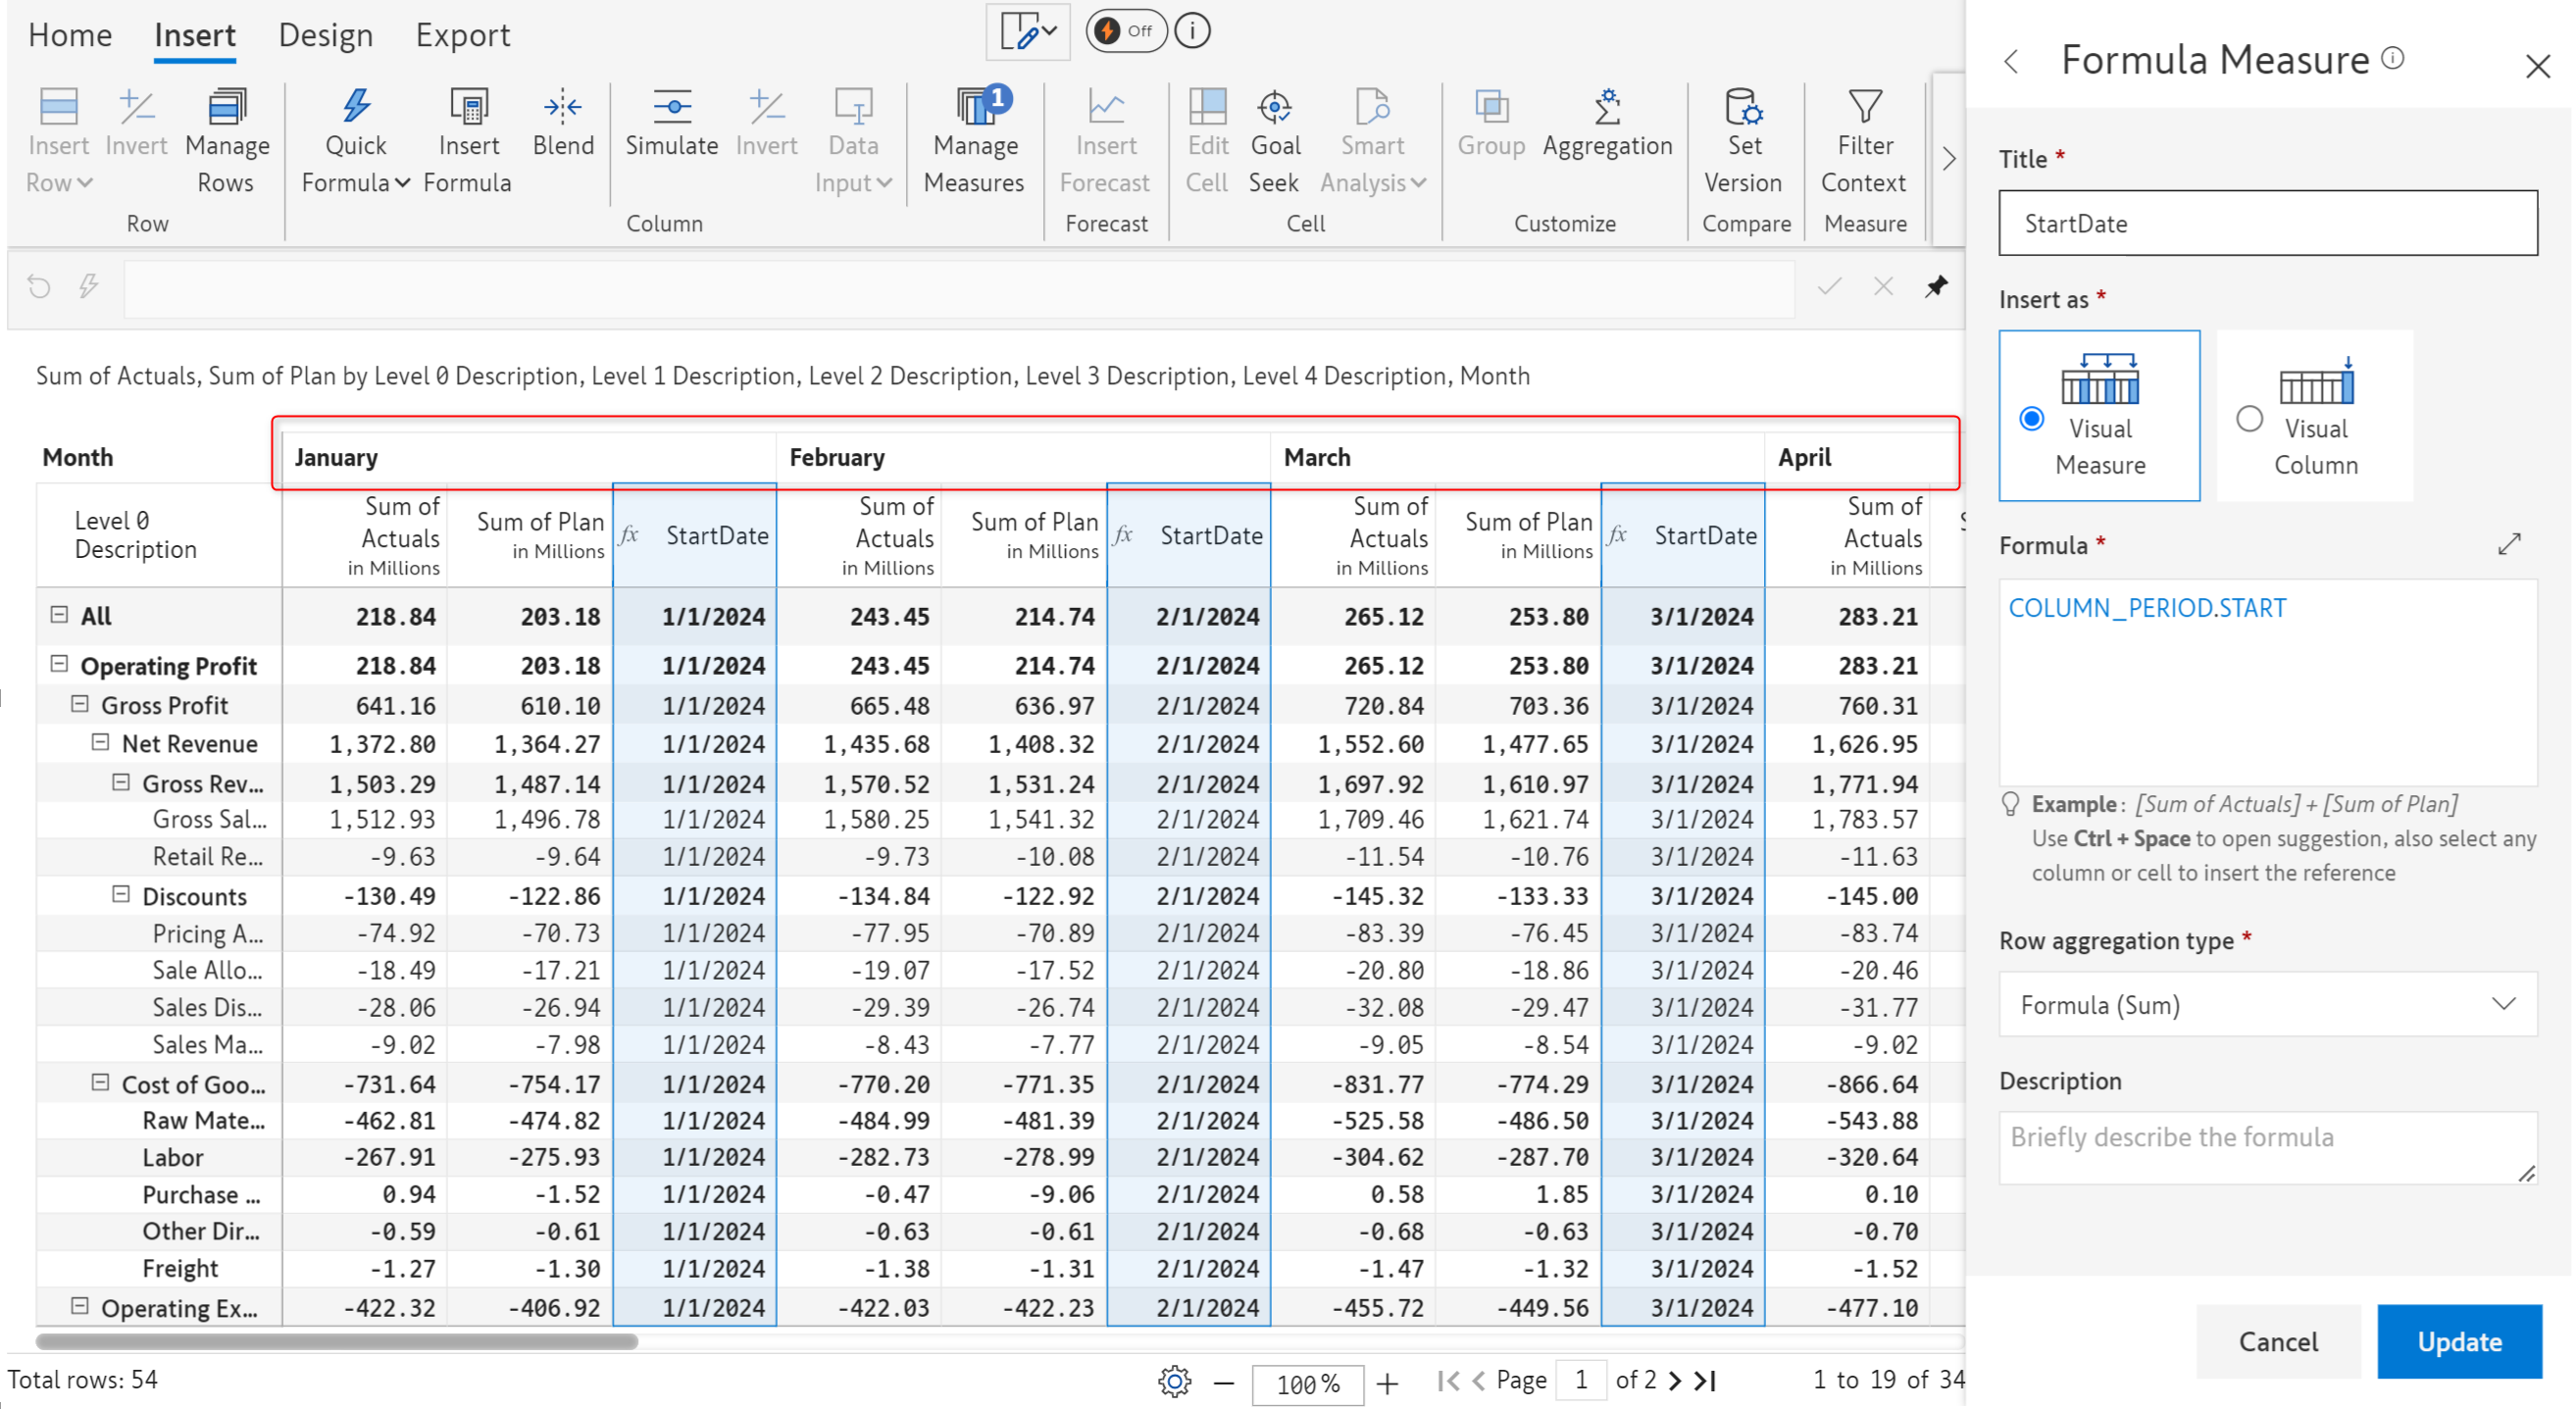 Home Insert Design Export Off
Insert Row Invert Manage Rows Quick Formula Insert Formula Blend Simulate Invert Data Input Manage Measures 1 Insert Forecast Edit Cell Goal Seek Smart Analysis Group Aggregation Set Version Filter Context
Row Column Forecast Cell Customize Compare Measure
Sum of Actuals, Sum of Plan by Level 0 Description, Level 1 Description, Level 2 Description, Level 3 Description, Level 4 Description, Month
Month January February March April
Level 0 Description Sum of Actuals in Millions Sum of Plan in Millions fx StartDate Sum of Actuals in Millions Sum of Plan in Millions fx StartDate Sum of Actuals in Millions Sum of Plan in Millions fx StartDate Sum of Actuals in Millions
All 218.84 203.18 1/1/2024 243.45 214.74 2/1/2024 265.12 253.80 3/1/2024 283.21
Operating Profit 218.84 203.18 1/1/2024 243.45 214.74 2/1/2024 265.12 253.80 3/1/2024 283.21
Gross Profit 641.16 610.10 1/1/2024 665.48 636.97 2/1/2024 720.84 703.36 3/1/2024 760.31
Net Revenue 1,372.80 1,364.27 1/1/2024 1,435.68 1,408.32 2/1/2024 1,552.60 1,477.65 3/1/2024 1,626.95
Gross Rev... 1,503.29 1,487.14 1/1/2024 1,570.52 1,531.24 2/1/2024 1,697.92 1,610.97 3/1/2024 1,771.94
Gross Sal... 1,512.93 1,496.78 1/1/2024 1,580.25 1,541.32 2/1/2024 1,709.46 1,621.74 3/1/2024 1,783.57
Retail Re... -9.63 -9.64 1/1/2024 -9.73 -10.08 2/1/2024 -11.54 -10.76 3/1/2024 -11.63
Discounts -130.49 -122.86 1/1/2024 -134.84 -122.92 2/1/2024 -145.32 -133.33 3/1/2024 -145.00
Pricing A... -74.92 -70.73 1/1/2024 -77.95 -70.89 2/1/2024 -83.39 -76.45 3/1/2024 -83.74
Sale Allo... -18.49 -17.21 1/1/2024 -19.07 -17.52 2/1/2024 -20.80 -18.86 3/1/2024 -20.46
Sales Dis... -28.06 -26.94 1/1/2024 -29.39 -26.74 2/1/2024 -32.08 -29.47 3/1/2024 -31.77
Sales Ma... -9.02 -7.98 1/1/2024 -8.43 -7.77 2/1/2024 -9.05 -8.54 3/1/2024 -9.02
Cost of Goo... -731.64 -754.17 1/1/2024 -770.20 -771.35 2/1/2024 -831.77 -774.29 3/1/2024 -866.64
Raw Mate... -462.81 -474.82 1/1/2024 -484.99 -481.39 2/1/2024 -525.58 -486.50 3/1/2024 -543.88
Labor -267.91 -275.93 1/1/2024 -282.73 -278.99 2/1/2024 -304.62 -287.70 3/1/2024 -320.64
Purchase ... 0.94 -1.52 1/1/2024 -0.47 -9.06 2/1/2024 0.58 1.85 3/1/2024 0.10
Other Dir... -0.59 -0.61 1/1/2024 -0.63 -0.61 2/1/2024 -0.68 -0.63 3/1/2024 -0.70
Freight -1.27 -1.30 1/1/2024 -1.38 -1.31 2/1/2024 -1.47 -1.32 3/1/2024 -1.52
Operating Ex... -422.32 -406.92 1/1/2024 -422.03 -422.23 2/1/2024 -455.72 -449.56 3/1/2024 -477.10
Total rows: 54 100% Page 1 of 2 1 to 19 of 34
Formula Measure
Title *
StartDate
Insert as *
Visual Measure
Visual Column
Formula *
COLUMN_PERIOD.START
Example : [Sum of Actuals] + [Sum of Plan]
Use Ctrl + Space to open suggestion, also select any
column or cell to insert the reference
Row aggregation type *
Formula (Sum)
Description
Briefly describe the formula
Cancel Update